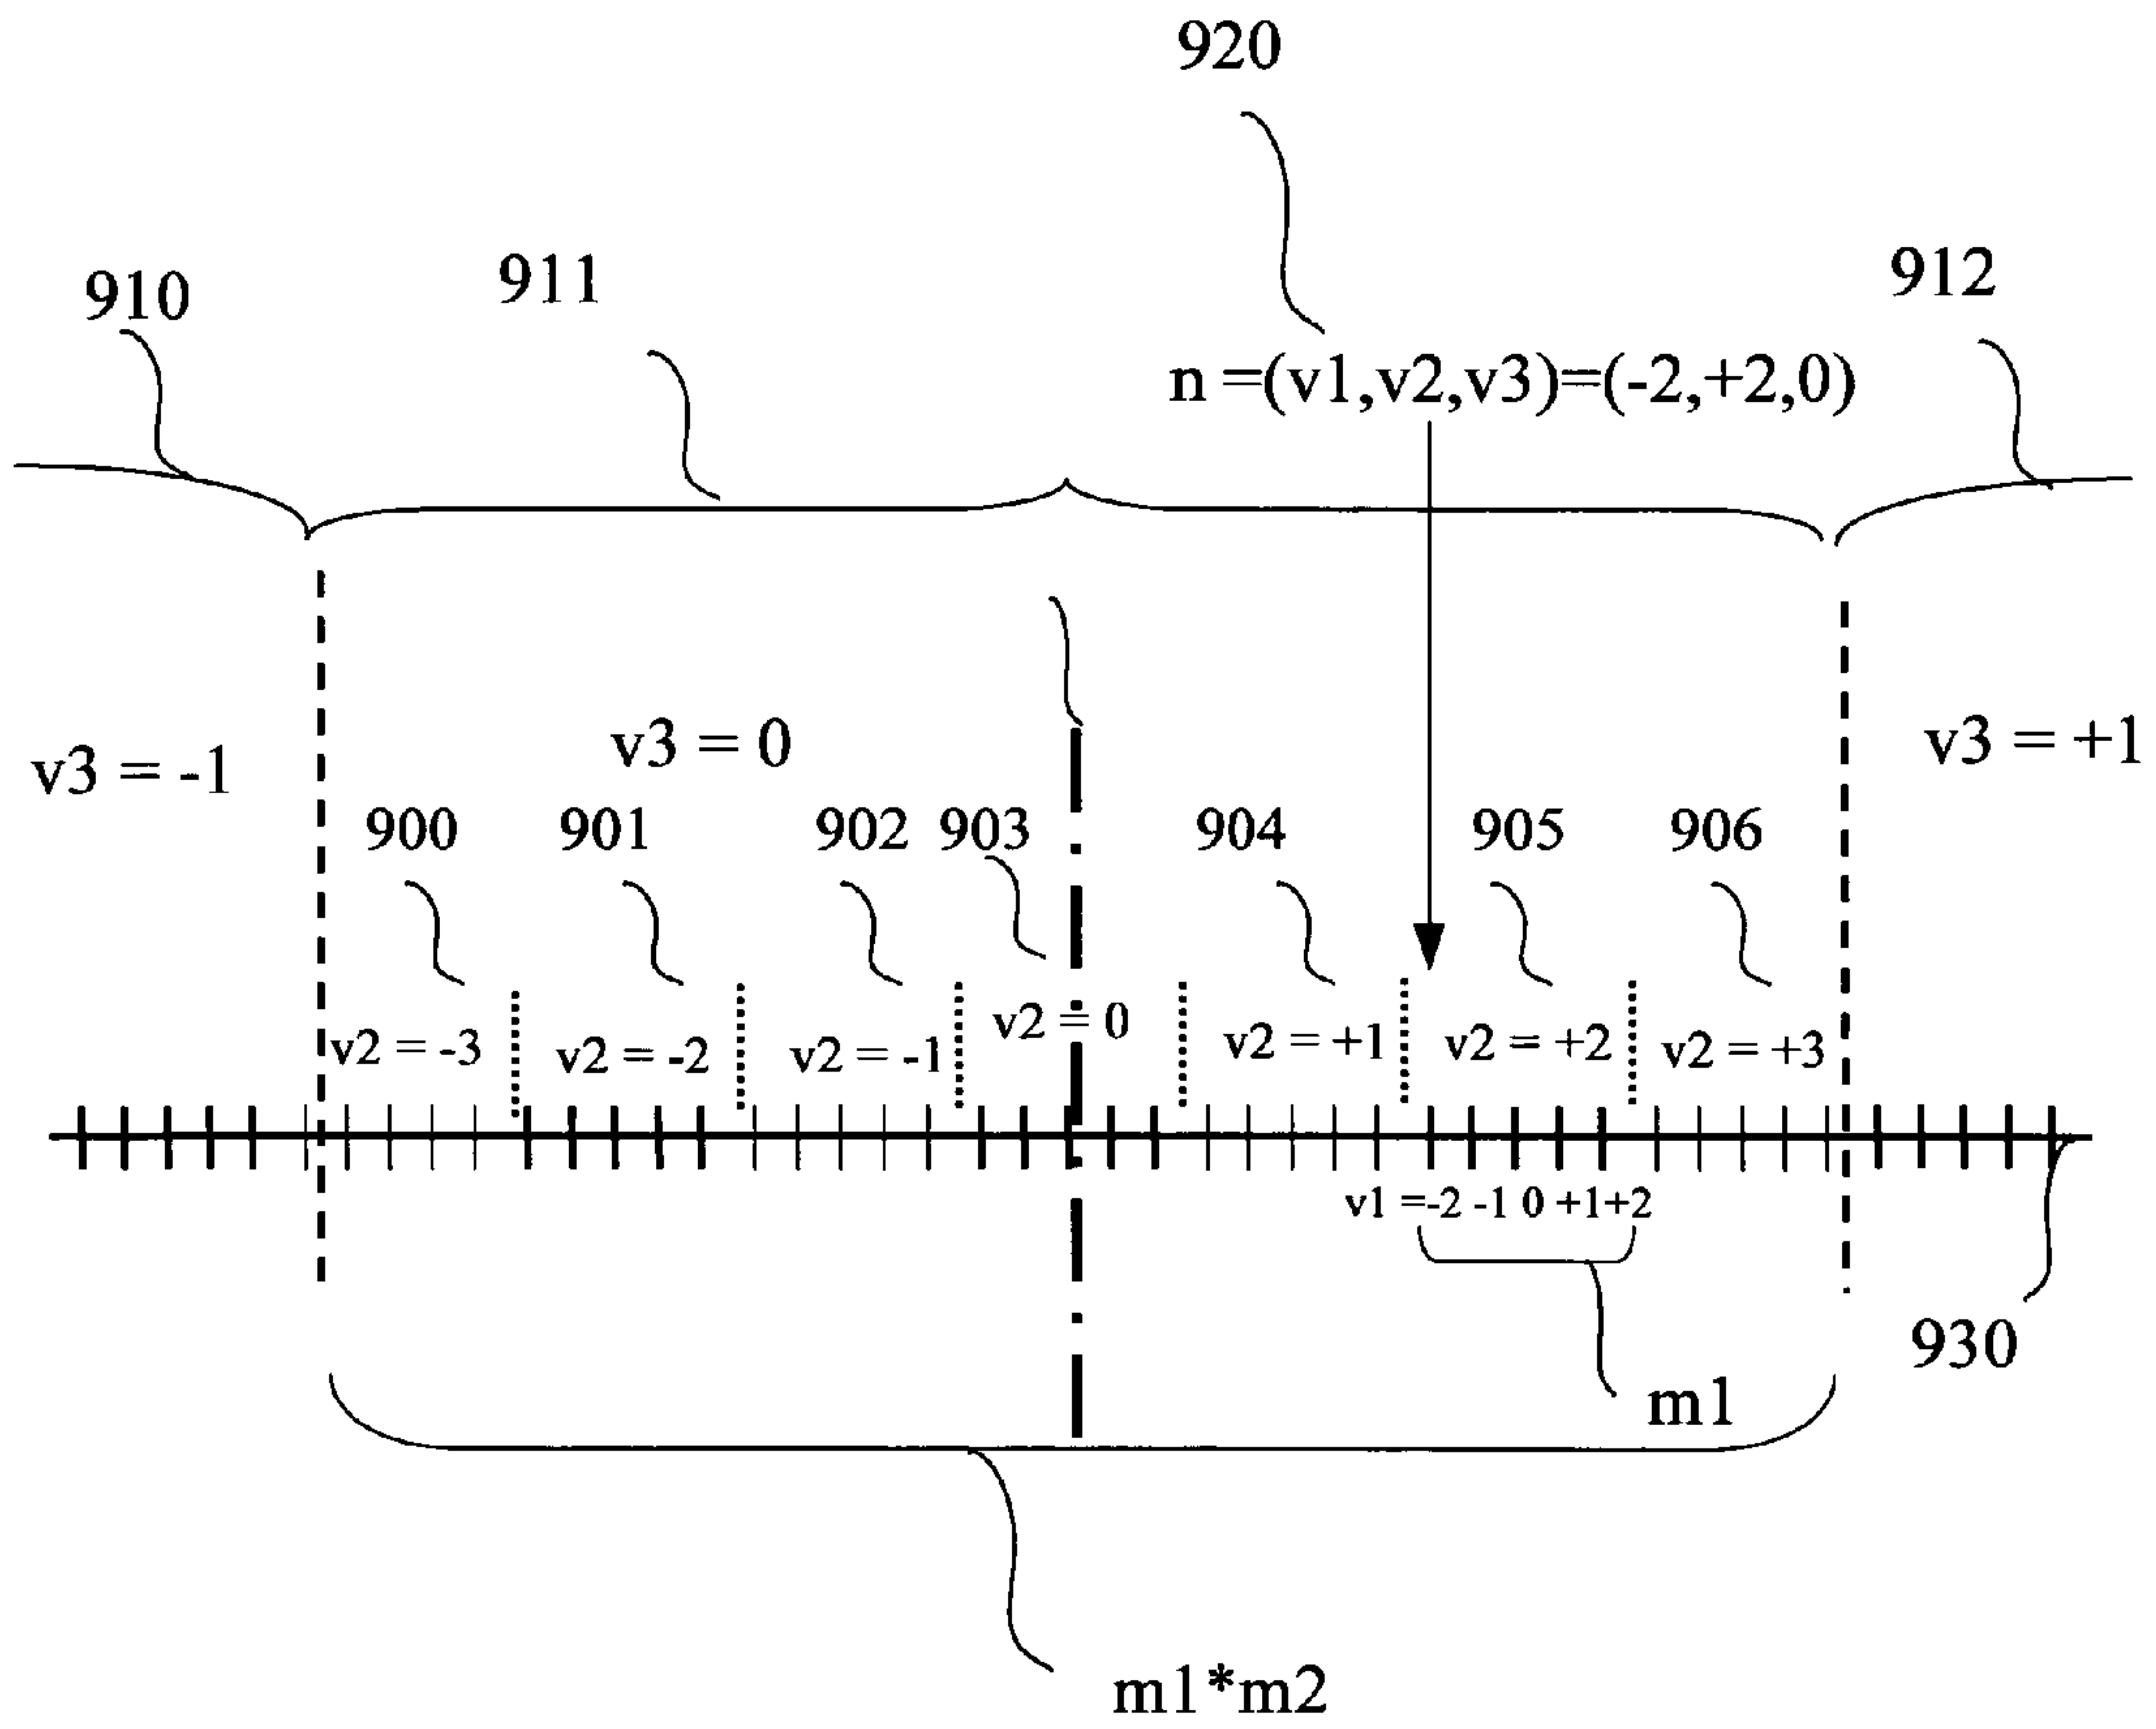 920
911
912
910
n =(v1,v2,v3)=(-2,+2,0)
v3 = -1
v3 = 0
v3 = +1
900
901
902
903
904
905
906
v2 = -3
v2 = -2
v2 = -1
v2 = 0
v2 = +1
v2 = +2
v2 = +3
v1 =-2 -1 0 +1+2
930
m1
m1*m2